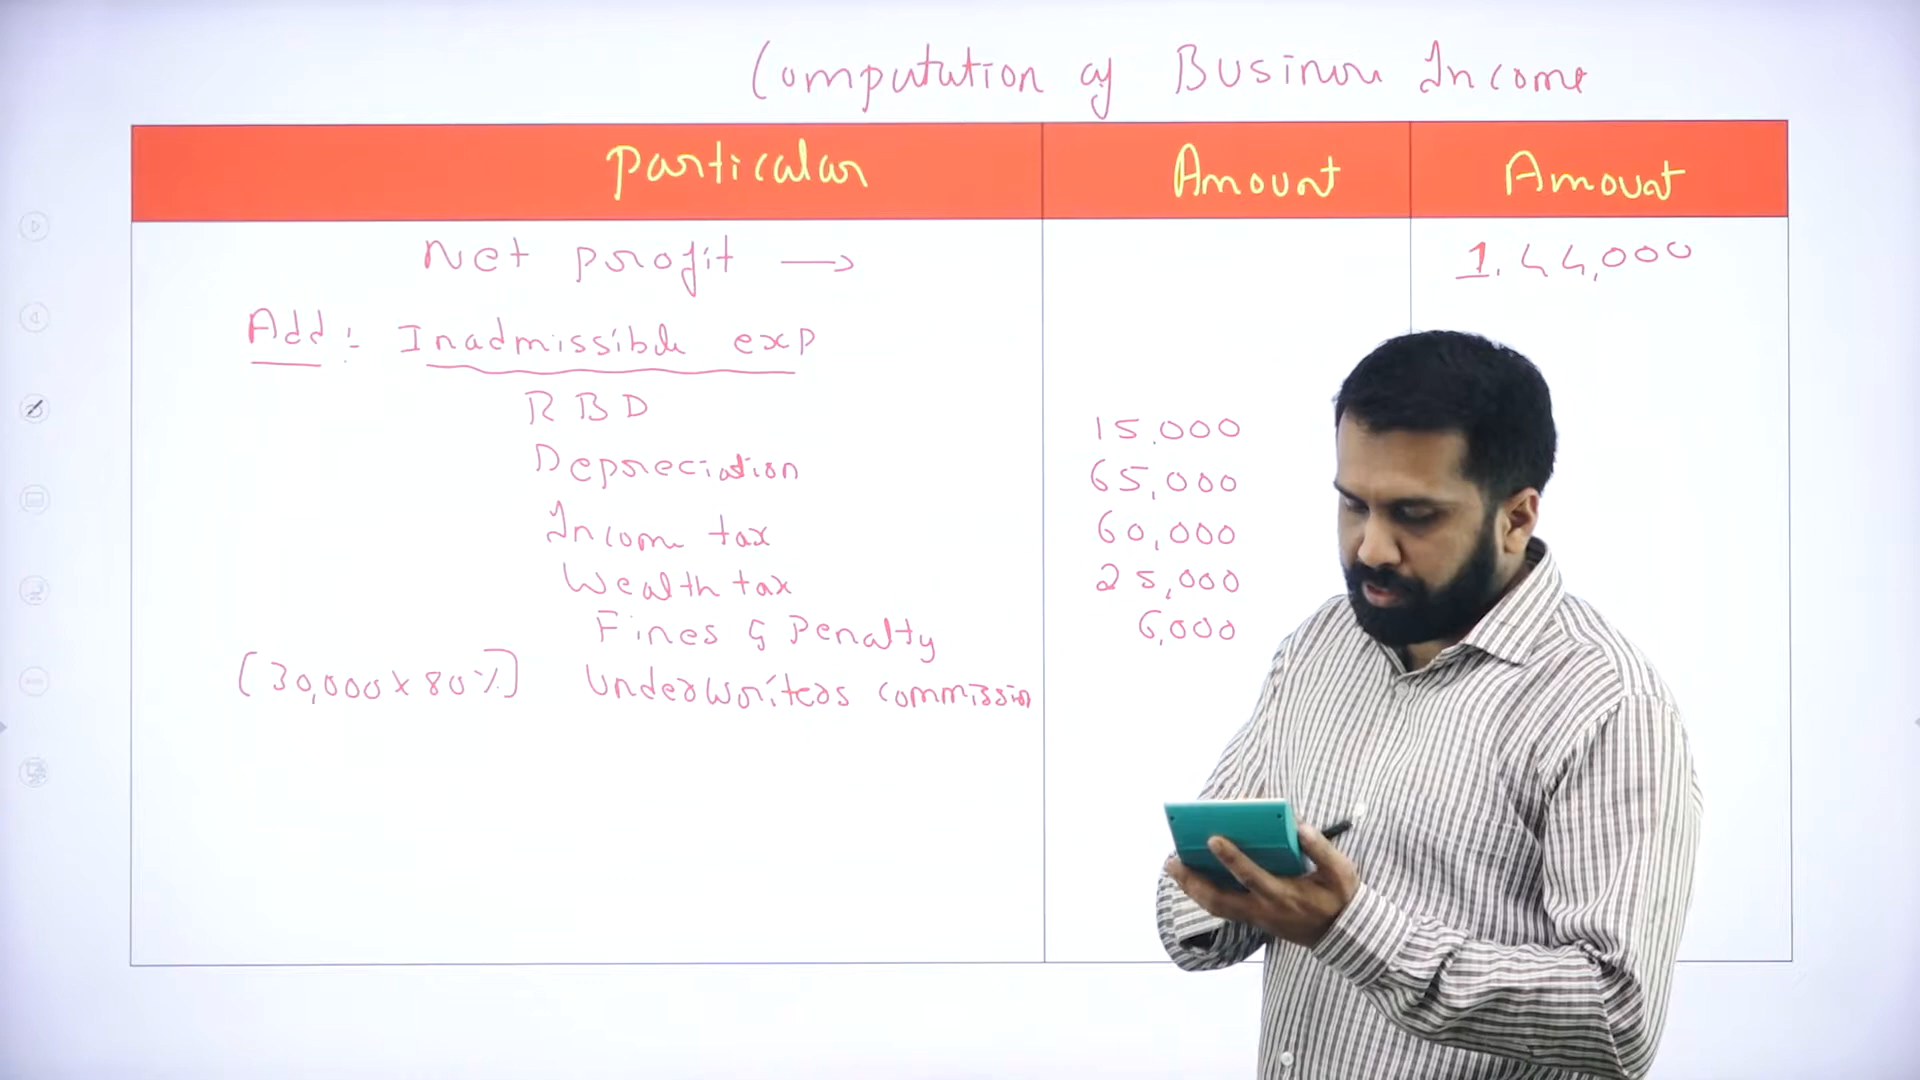 Computation of Business Income
Particular Amount Amount
Net profit → 1.44,000
Add:- Inadmissible exp
RBD 15.000
Depreciation 65,000
Income tax 60,000
Wealth tax 25,000
Fines & Penalty 6,000
[30,000 x 80%] Underwriters commission